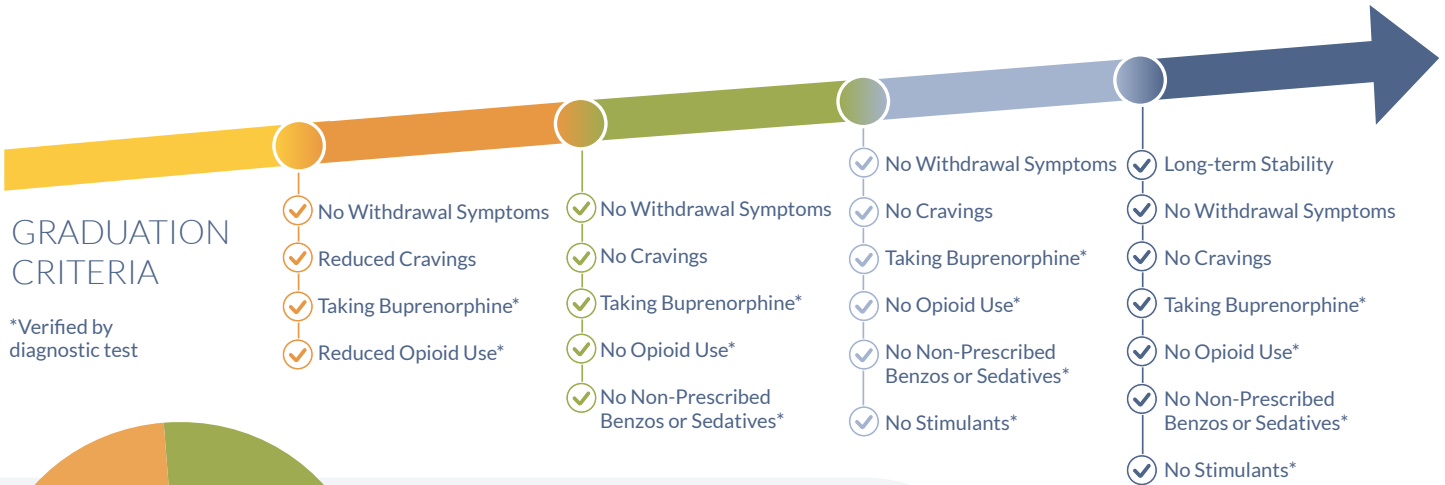 GRADUATION
CRITERIA
*Verified by
diagnostic test
No Withdrawal Symptoms
Reduced Cravings
Taking Buprenorphine*
Reduced Opioid Use*
No Withdrawal Symptoms
No Cravings
Taking Buprenorphine*
No Opioid Use*
No Non-Prescribed
Benzos or Sedatives*
No Withdrawal Symptoms
No Cravings
Taking Buprenorphine*
No Opioid Use*
No Non-Prescribed
Benzos or Sedatives*
No Stimulants*
Long-term Stability
No Withdrawal Symptoms
No Cravings
Taking Buprenorphine*
No Opioid Use*
No Non-Prescribed
Benzos or Sedatives*
No Stimulants*